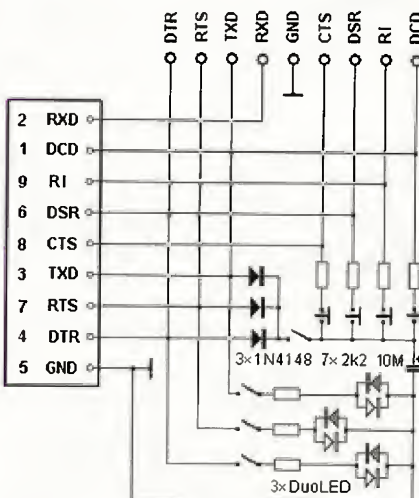 DTR RTS TXD RXD GND CTS DSR RI DCD
2 RXD
1 DCD
9 RI
6 DSR
8 CTS
3 TXD
7 RTS
4 DTR
5 GND
3×1N4148 7×2k2 10M
3×DuoLED